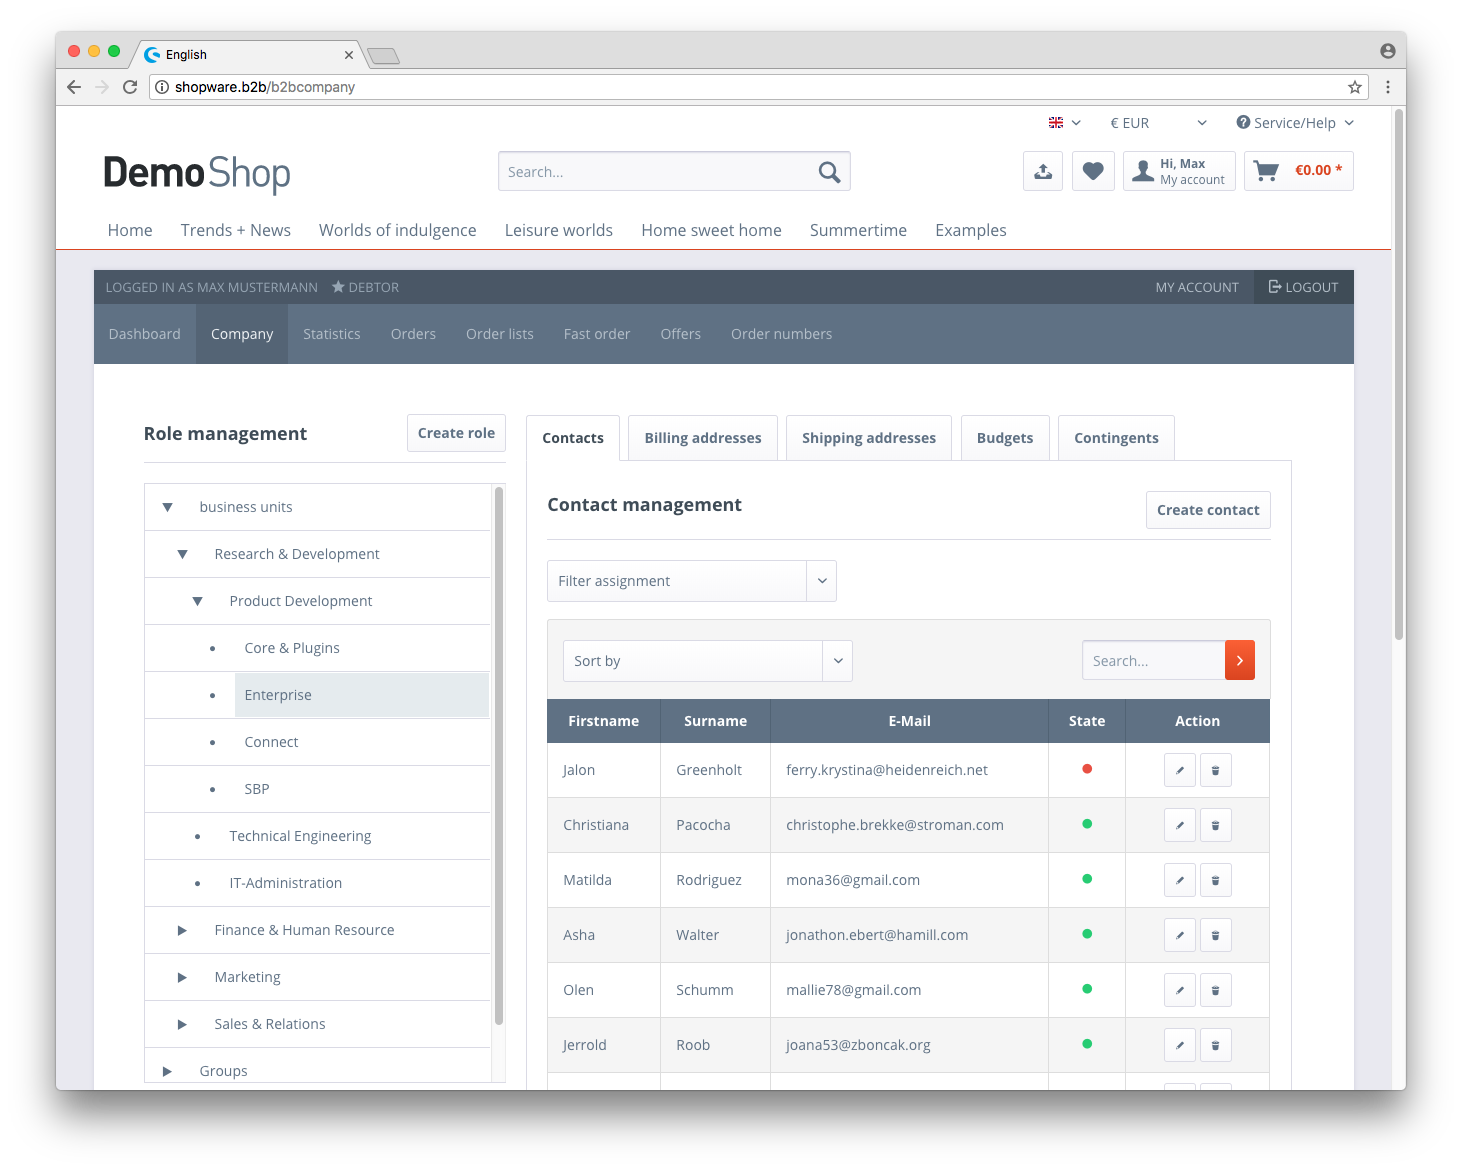 English
shopware.b2b/b2bcompany
€ EUR
Service/Help
DemoShop
Search...
Hi, Max
My account
€0.00 *
Home Trends + News Worlds of indulgence Leisure worlds Home sweet home Summertime Examples
LOGGED IN AS MAX MUSTERMANN DEBTOR MY ACCOUNT LOGOUT
Dashboard Company Statistics Orders Order lists Fast order Offers Order numbers
Role management
Create role
business units
Research & Development
Product Development
Core & Plugins
Enterprise
Connect
SBP
Technical Engineering
IT-Administration
Finance & Human Resource
Marketing
Sales & Relations
Groups
Contacts Billing addresses Shipping addresses Budgets Contingents
Contact management
Create contact
Filter assignment
Sort by
Search...
Firstname Surname E-Mail State Action
Jalon Greenholt ferry.krystina@heidenreich.net
Christiana Pacocha christophe.brekke@stroman.com
Matilda Rodriguez mona36@gmail.com
Asha Walter jonathon.ebert@hamill.com
Olen Schumm mallie78@gmail.com
Jerrold Roob joana53@zboncak.org